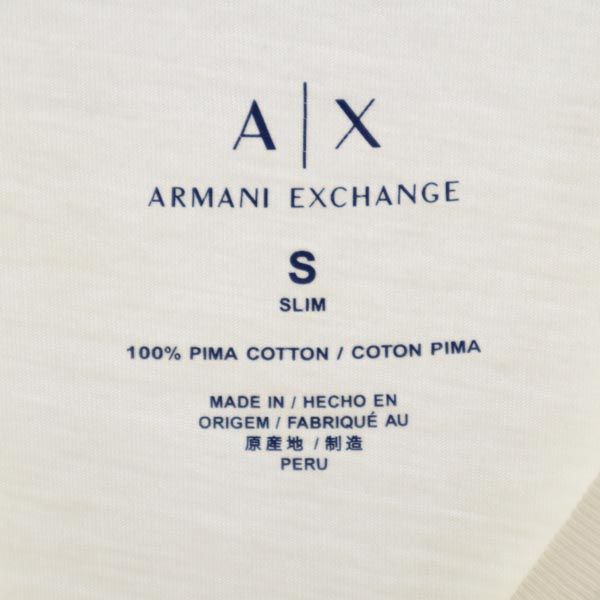 A|X
ARMANI EXCHANGE
S
SLIM
100% PIMA COTTON / COTON PIMA
MADE IN / HECHO EN
ORIGEM / FABRIQUÉ AU
原産地 / 制造
PERU